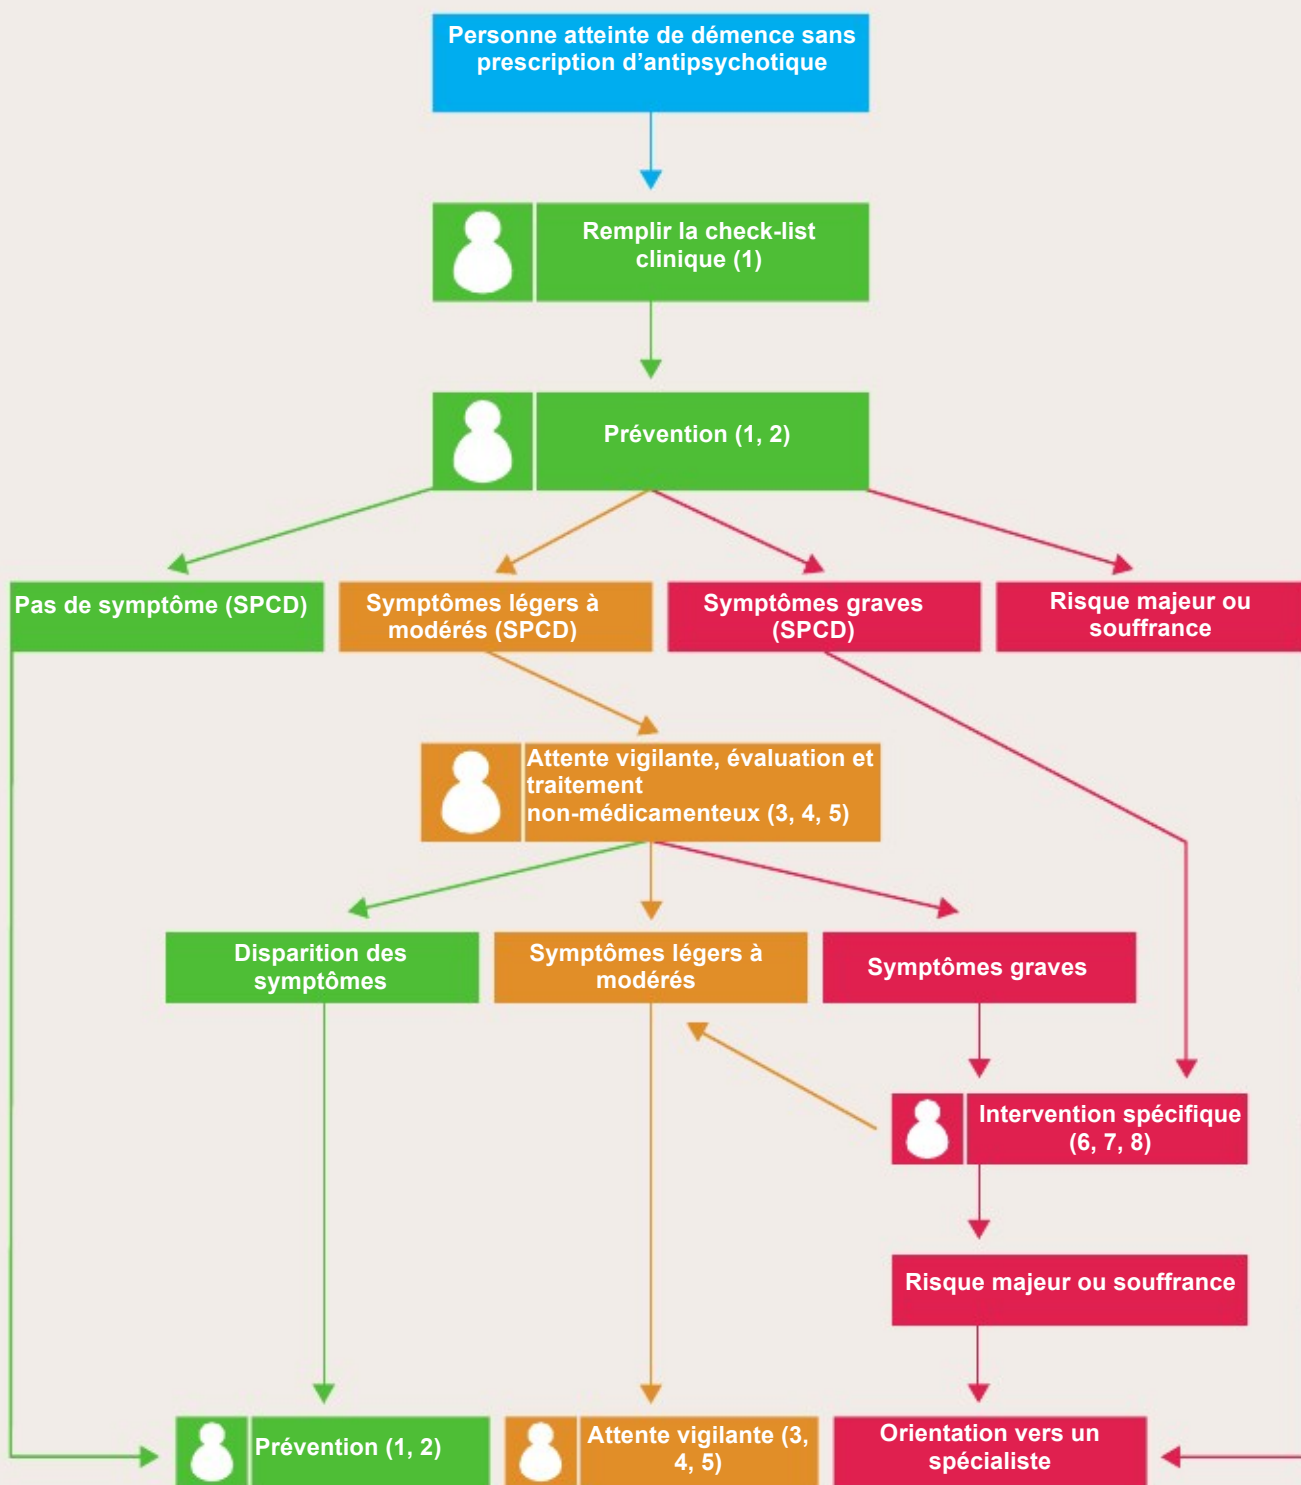 Personne atteinte de démence sans
prescription d’antipsychotique
Remplir la check-list
clinique (1)
Prévention (1, 2)
Pas de symptôme (SPCD)
Symptômes légers à
modérés (SPCD)
Symptômes graves
(SPCD)
Risque majeur ou
souffrance
Attente vigilante, évaluation et
traitement
non-médicamenteux (3, 4, 5)
Disparition des
symptômes
Symptômes légers à
modérés
Symptômes graves
Intervention spécifique
(6, 7, 8)
Risque majeur ou souffrance
Prévention (1, 2)
Attente vigilante (3,
4, 5)
Orientation vers un
spécialiste